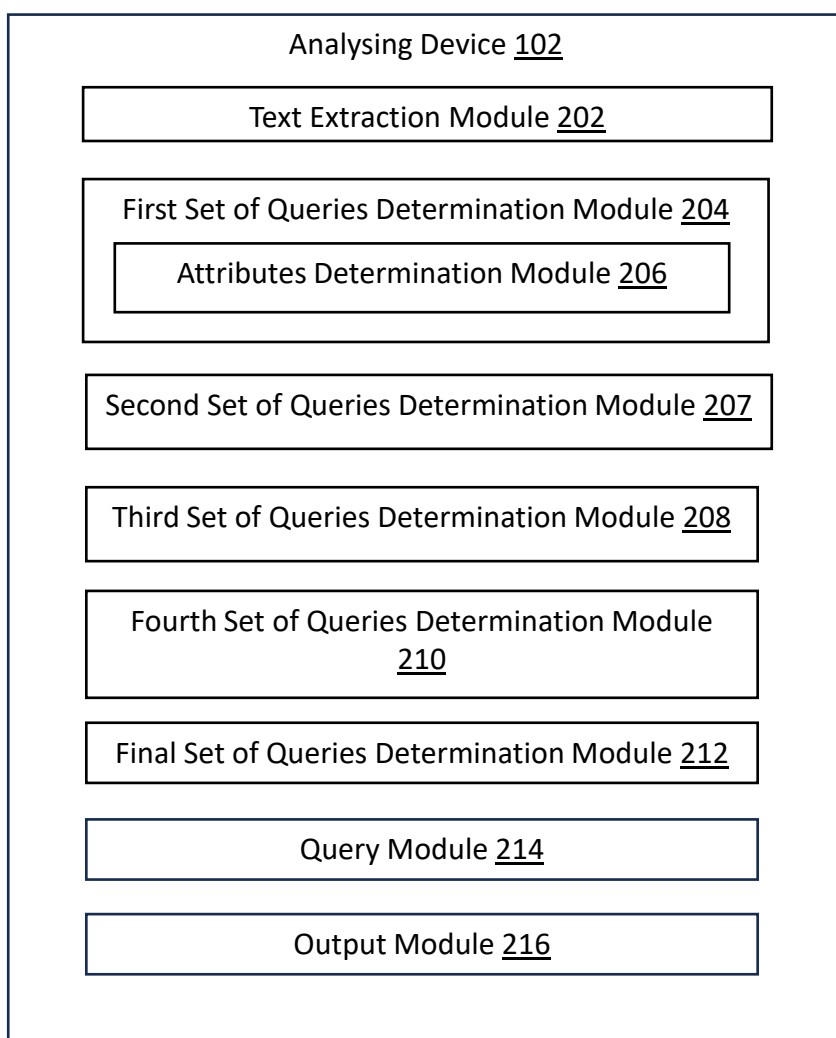 Analysing Device 102
Text Extraction Module 202
First Set of Queries Determination Module 204
Attributes Determination Module 206
Second Set of Queries Determination Module 207
Third Set of Queries Determination Module 208
Fourth Set of Queries Determination Module
210
Final Set of Queries Determination Module 212
Query Module 214
Output Module 216